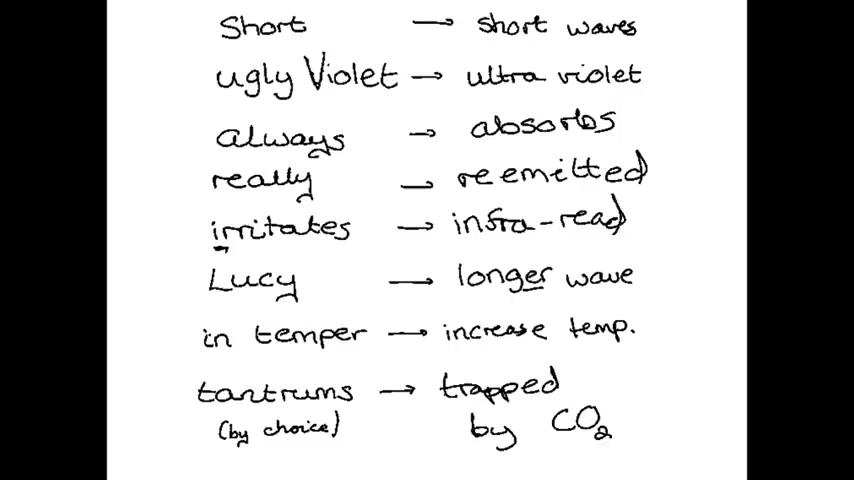 Short → short waves
ugly Violet → ultra violet
always → absorbs
really → reemitted
irritates → infra-read
Lucy → longer wave
in temper → increase temp.
tantrums → trapped
(by choice) by CO₂